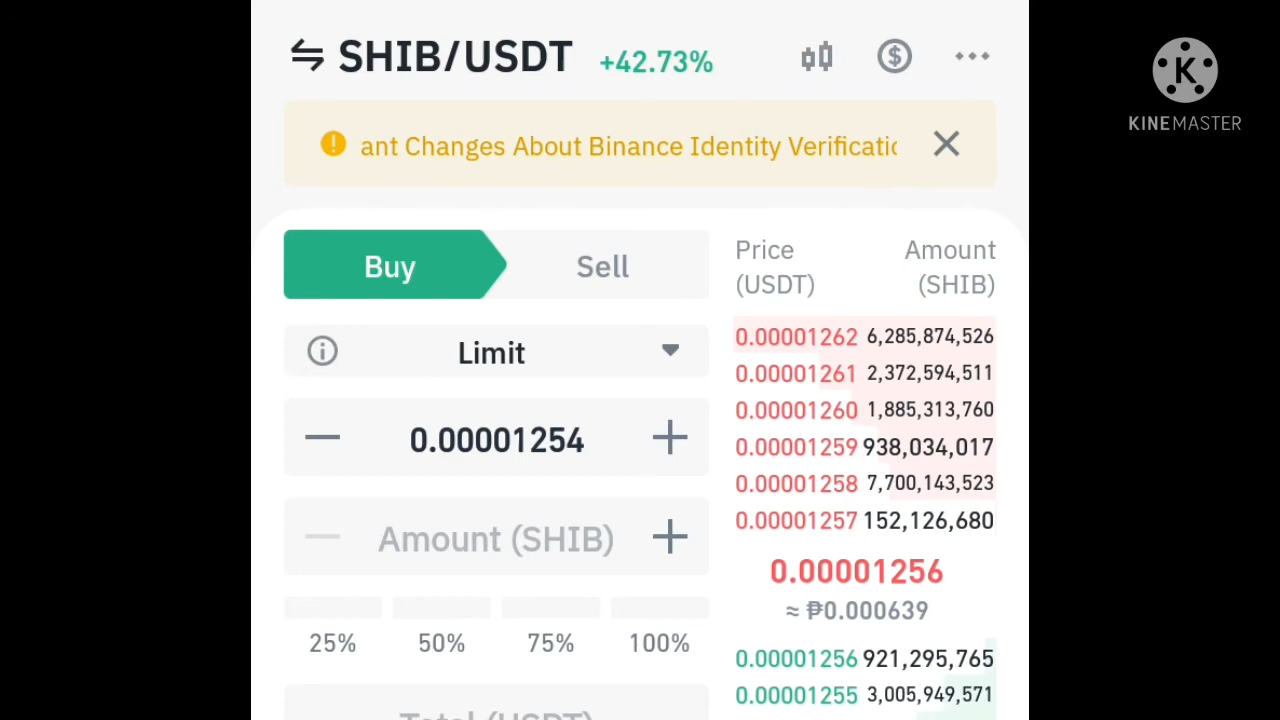 SHIB/USDT +42.73%
K
KINEMASTER
ant Changes About Binance Identity Verificatio
Buy
Sell
Price (USDT)
Amount (SHIB)
Limit
0.00001262 6,285,874,526
0.00001261 2,372,594,511
0.00001260 1,885,313,760
0.00001254
0.00001259 938,034,017
0.00001258 7,700,143,523
0.00001257 152,126,680
Amount (SHIB)
0.00001256
≈ ₱0.000639
25% 50% 75% 100%
0.00001256 921,295,765
0.00001255 3,005,949,571
Total (USDT)